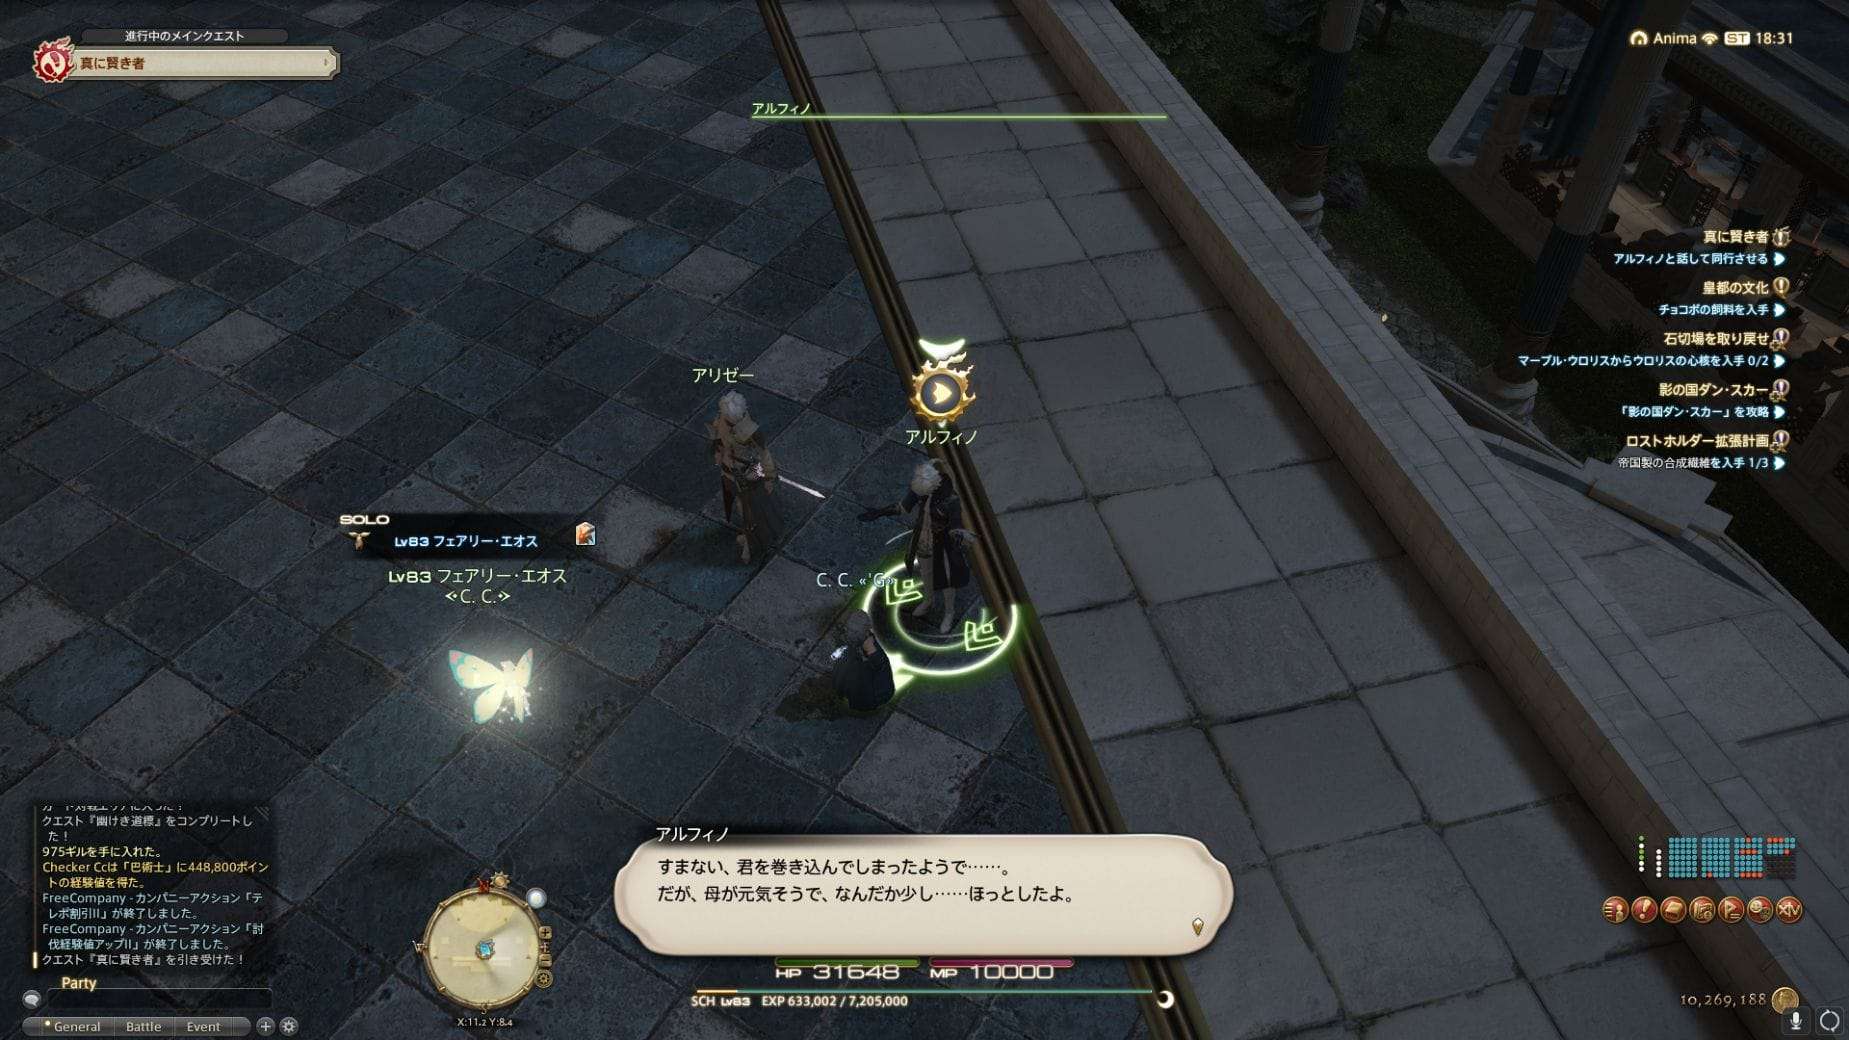 進行中のメインクエスト
真に賢き者
Anima ST 18:31
アルフィノ
真に賢き者
アルフィノと話して同行させる
皇都の文化
チョコボの飼料を入手
石切場を取り戻せ
マーブル・ウロリスからウロリスの心核を入手 0/2
影の国ダン・スカー
「影の国ダン・スカー」を攻略
ロストホルダー拡張計画
帝国製の合成繊維を入手 1/3
アリゼー
アルフィノ
SOLO
Lv83 フェアリー・エオス
Lv83 フェアリー・エオス
<C. C.>
C. C. «'G»
クエスト『幽けき道標』をコンプリートし
た！
975ギルを手に入れた。
Checker Ccは「巴術士」に448,800ポイン
トの経験値を得た。
FreeCompany - カンパニーアクション「テ
レポ割引II」が終了しました。
FreeCompany - カンパニーアクション「討
伐経験値アップII」が終了しました。
クエスト『真に賢き者』を引き受けた！
Party
General Battle Event
X:11.2 Y:8.4
アルフィノ
すまない、君を巻き込んでしまったようで……。
だが、母が元気そうで、なんだか少し……ほっとしたよ。
HP 31648 MP 10000
SCH Lv83 EXP 633,002 / 7,205,000
XIV
10,269,188